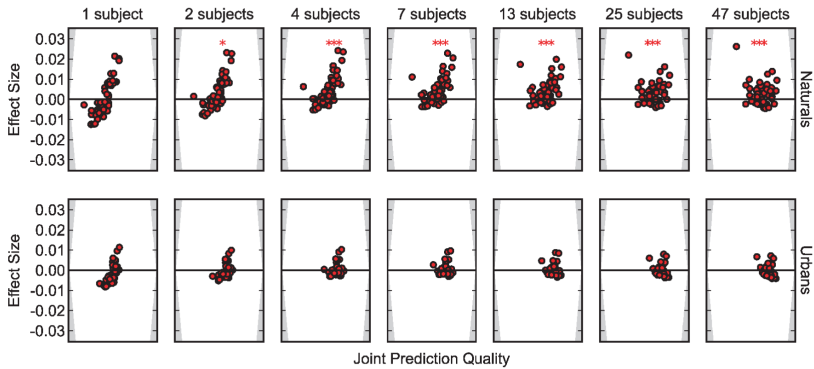 1 subject 2 subjects 4 subjects 7 subjects 13 subjects 25 subjects 47 subjects
* *** *** *** *** ***
Effect Size
0.03
0.02
0.01
0.00
-0.01
-0.02
-0.03
Naturals
Effect Size
0.03
0.02
0.01
0.00
-0.01
-0.02
-0.03
Urbans
Joint Prediction Quality